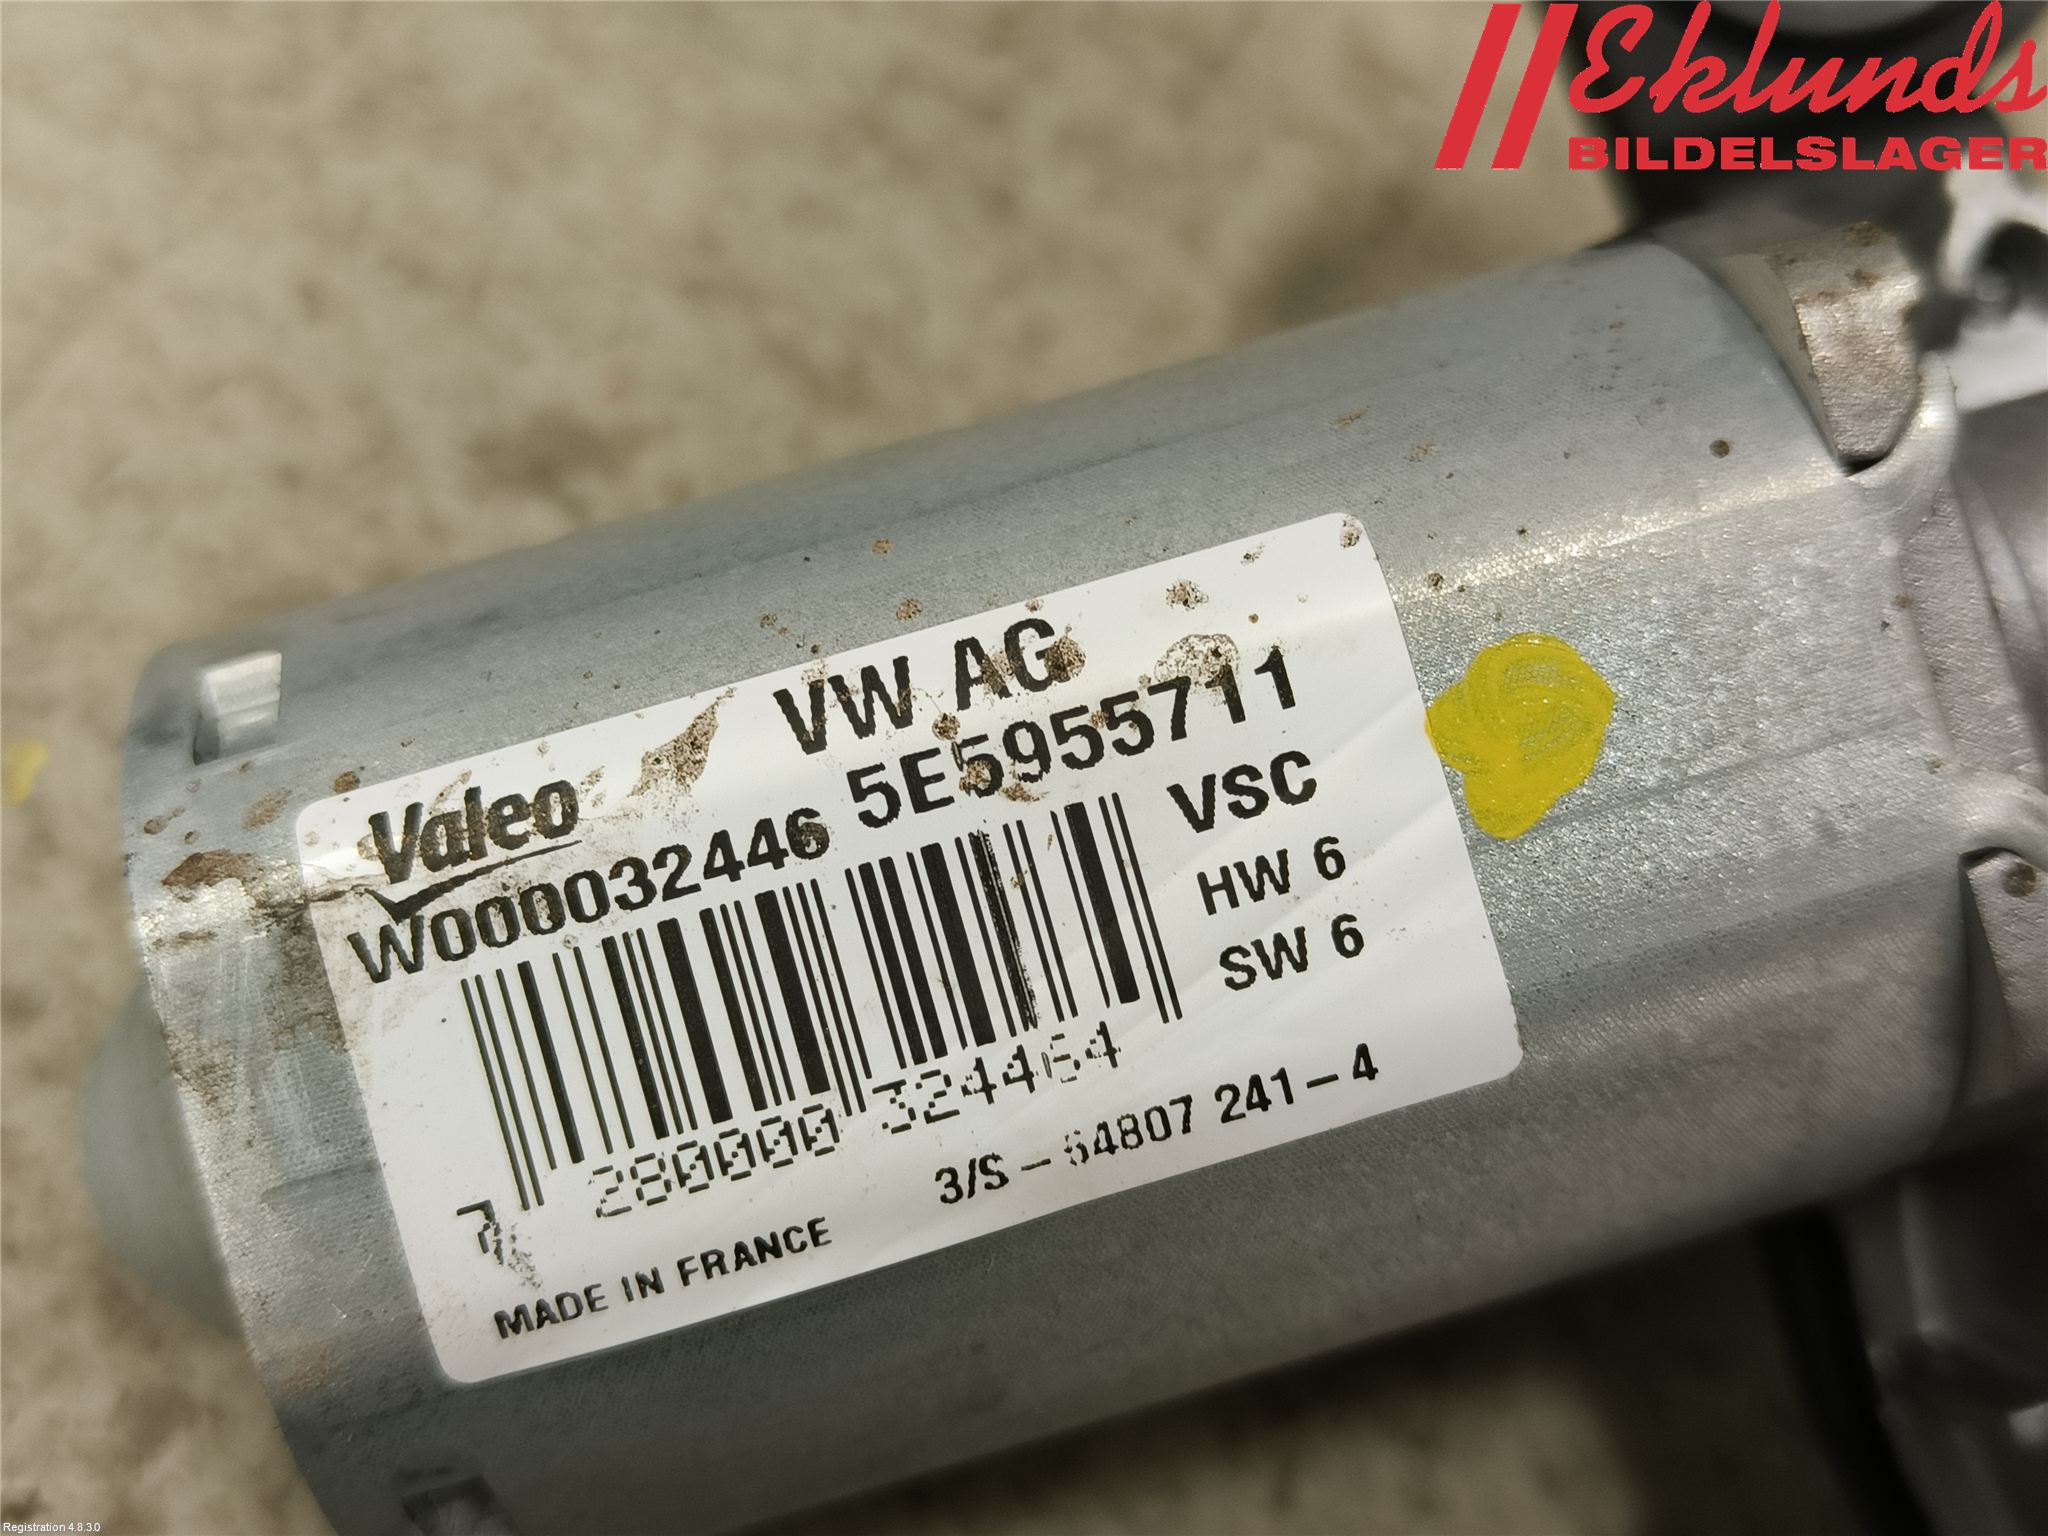 Eklunds
BILDELSLAGER
VW AG
Valeo
W000032446 5E5955711
VSC
HW 6
SW 6
7 280000 324464
3/S - 64807 241-4
MADE IN FRANCE
Registration 4.8.3.0